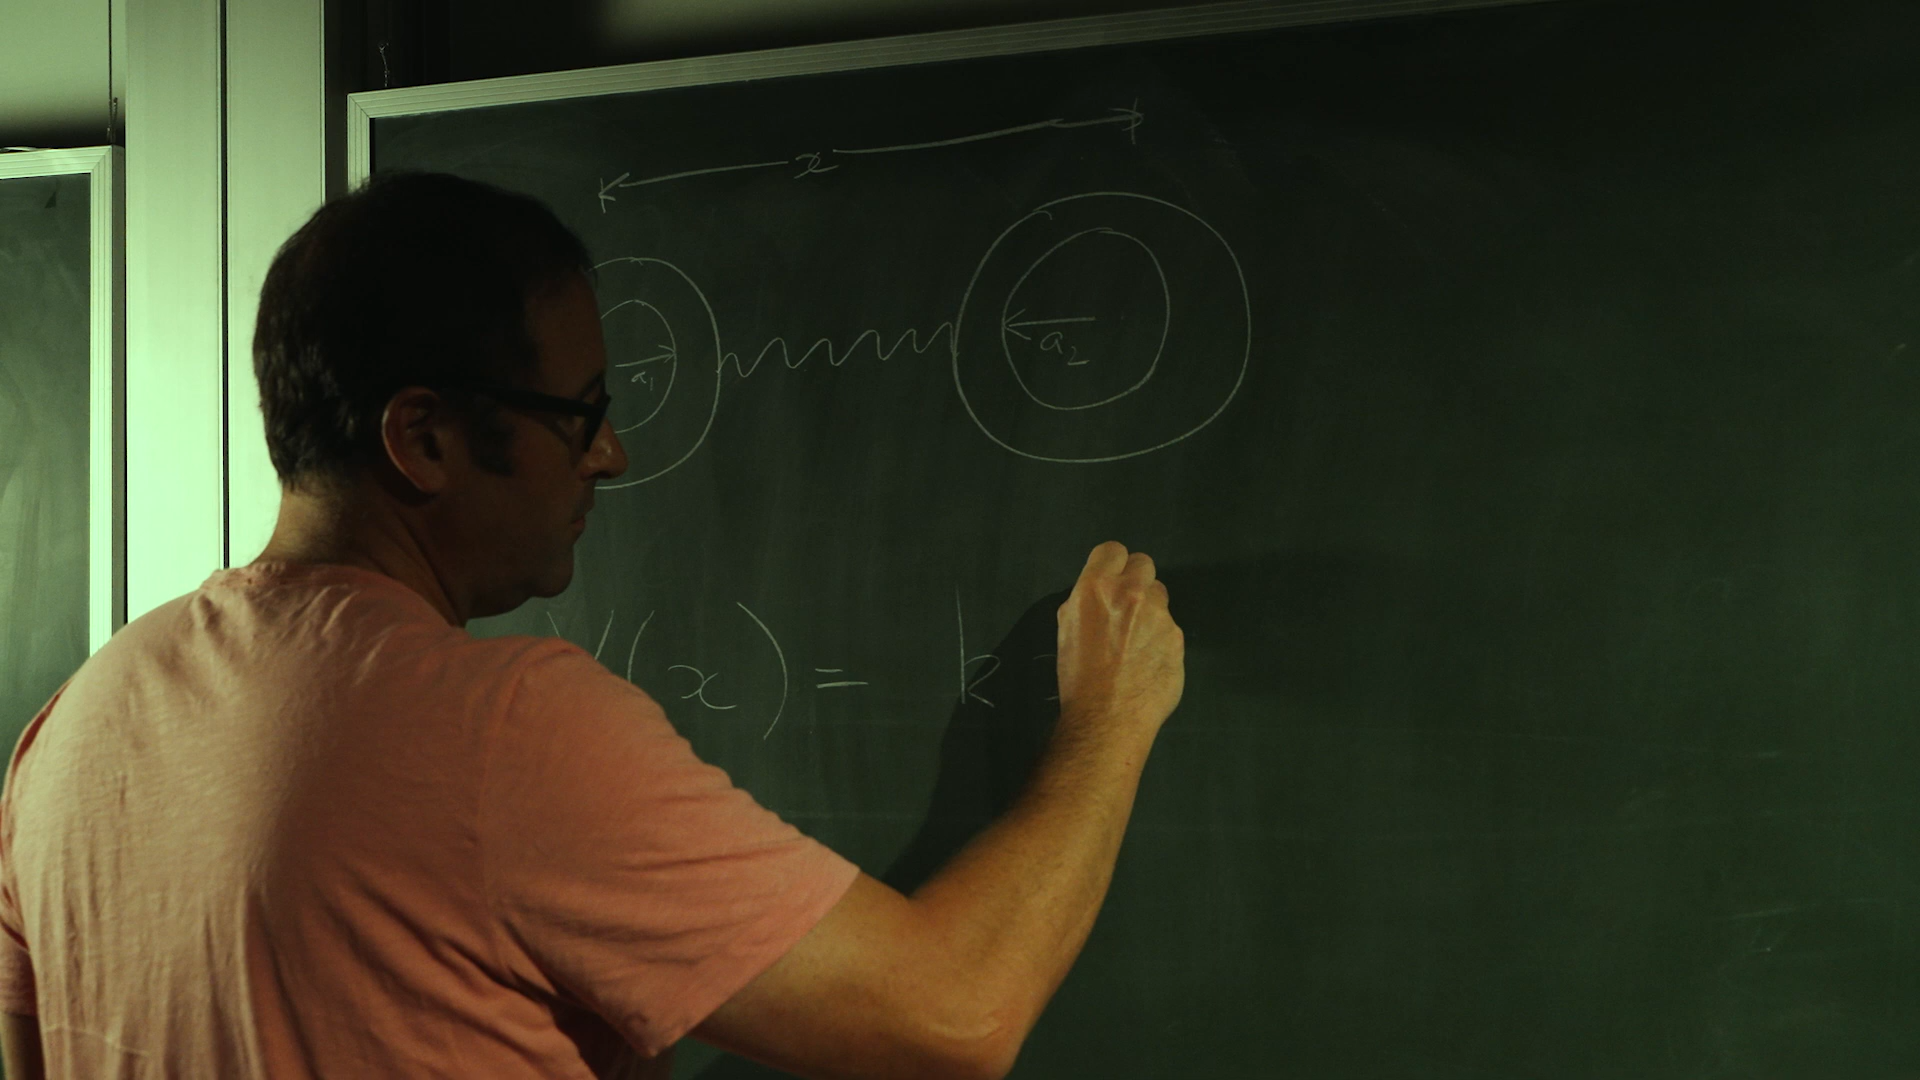 x
a₁
a₂
V(x) = k